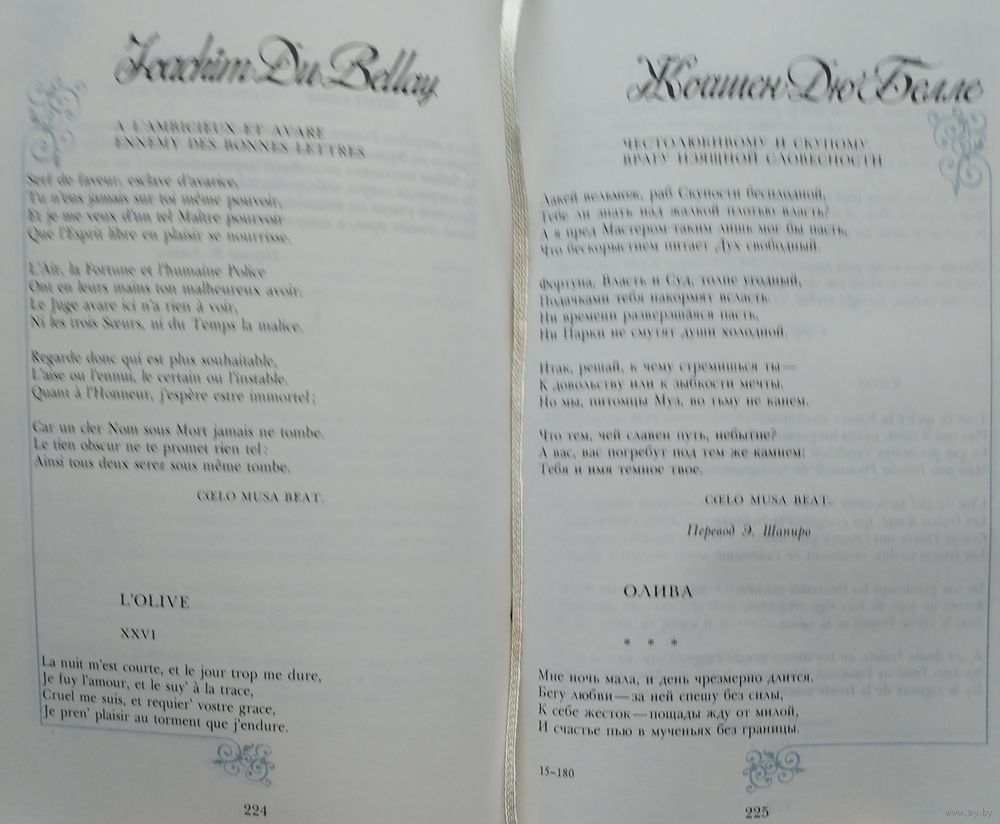 Joachim Du Bellay
A L'AMBICIEUX ET AVARE
ENNEMY DES BONNES LETTRES
Serf de faveur, esclave d'avarice,
Tu n'eus jamais sur toi même pouvoir,
Et je me veux d'un tel Maître pourvoir
Que l'Esprit libre en plaisir se nourrisse.
L'Air, la Fortune et l'humaine Police
Ont en leurs mains ton malheureux avoir.
Le Juge avare ici n'a rien à voir,
Ni les trois Sœurs, ni du Temps la malice.
Regarde donc qui est plus souhaitable,
L'aise ou l'ennui, le certain ou l'instable.
Quant à l'Honneur, j'espère estre immortel;
Car un cler Nom sous Mort jamais ne tombe.
Le tien obscur ne te promet rien tel:
Ainsi tous deux serez sous même tombe.
CŒLO MUSA BEAT.
L'OLIVE
XXVI
La nuit m'est courte, et le jour trop me dure,
Je fuy l'amour, et le suy' à la trace,
Cruel me suis, et requier' vostre grace,
Je pren' plaisir au torment que j'endure.
224
Жоашен Дю Белле
ЧЕСТОЛЮБИВОМУ И СКУПОМУ
ВРАГУ ИЗЯЩНОЙ СЛОВЕСНОСТИ
Лакей вельмож, раб Скупости бесплодной,
Тебе ли знать над жалкой плотью власть?
А я пред Мастером таким лишь мог бы пасть,
Что бескорыстием питает Дух свободный.
Фортуна, Власть и Суд, толпе угодный,
Подачками тебя накормят всласть.
Ни времени разверзшаяся пасть,
Ни Парки не смутят души холодной.
Итак, решай, к чему стремишься ты —
К довольству или к зыбкости мечты.
Но мы, питомцы Муз, во тьму не канем.
Что тем, чей славен путь, небытие?
А вас, вас погребут под тем же камнем:
Тебя и имя темное твое.
CŒLO MUSA BEAT.
Перевод Э. Шапиро
ОЛИВА
* * *
Мне ночь мала, и день чрезмерно длится,
Бегу любви — за ней спешу без силы,
К себе жесток — пощады жду от милой,
И счастье пью в мученьях без границы.
15-180
225
www.ay.by